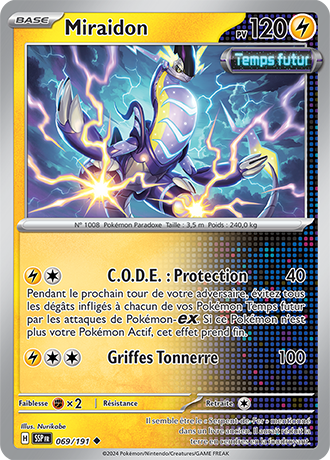 BASE Miraidon PV 120
Temps futur
N° 1008 Pokémon Paradoxe Taille : 3,5 m Poids : 240,0 kg
C.O.D.E. : Protection 40
Pendant le prochain tour de votre adversaire, évitez tous
les dégâts infligés à chacun de vos Pokémon Temps futur
par les attaques de Pokémon ex. Si ce Pokémon n'est
plus votre Pokémon Actif, cet effet prend fin.
Griffes Tonnerre 100
Faiblesse ×2 Résistance Retraite
Il semble être le « Serpent-de-Fer » mentionné
dans un livre ancien. Il aurait réduit la
terre en cendres en la foudroyant.
H SSP FR 069/191
©2024 Pokémon/Nintendo/Creatures/GAME FREAK
Illus. Nurikabe